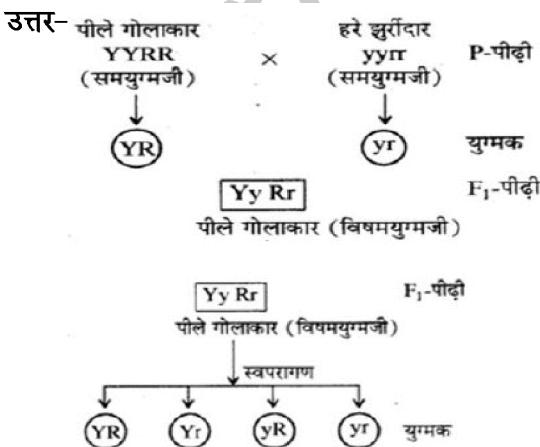 उत्तर– पीले गोलाकार हरे झुर्रीदार
YYRR × yyrr P-पीढ़ी
(समयुग्मजी) (समयुग्मजी)
YR yr युग्मक
Yy Rr F₁-पीढ़ी
पीले गोलाकार (विषमयुग्मजी)
Yy Rr F₁-पीढ़ी
पीले गोलाकार (विषमयुग्मजी)
स्वपरागण
YR Yr yR yr युग्मक